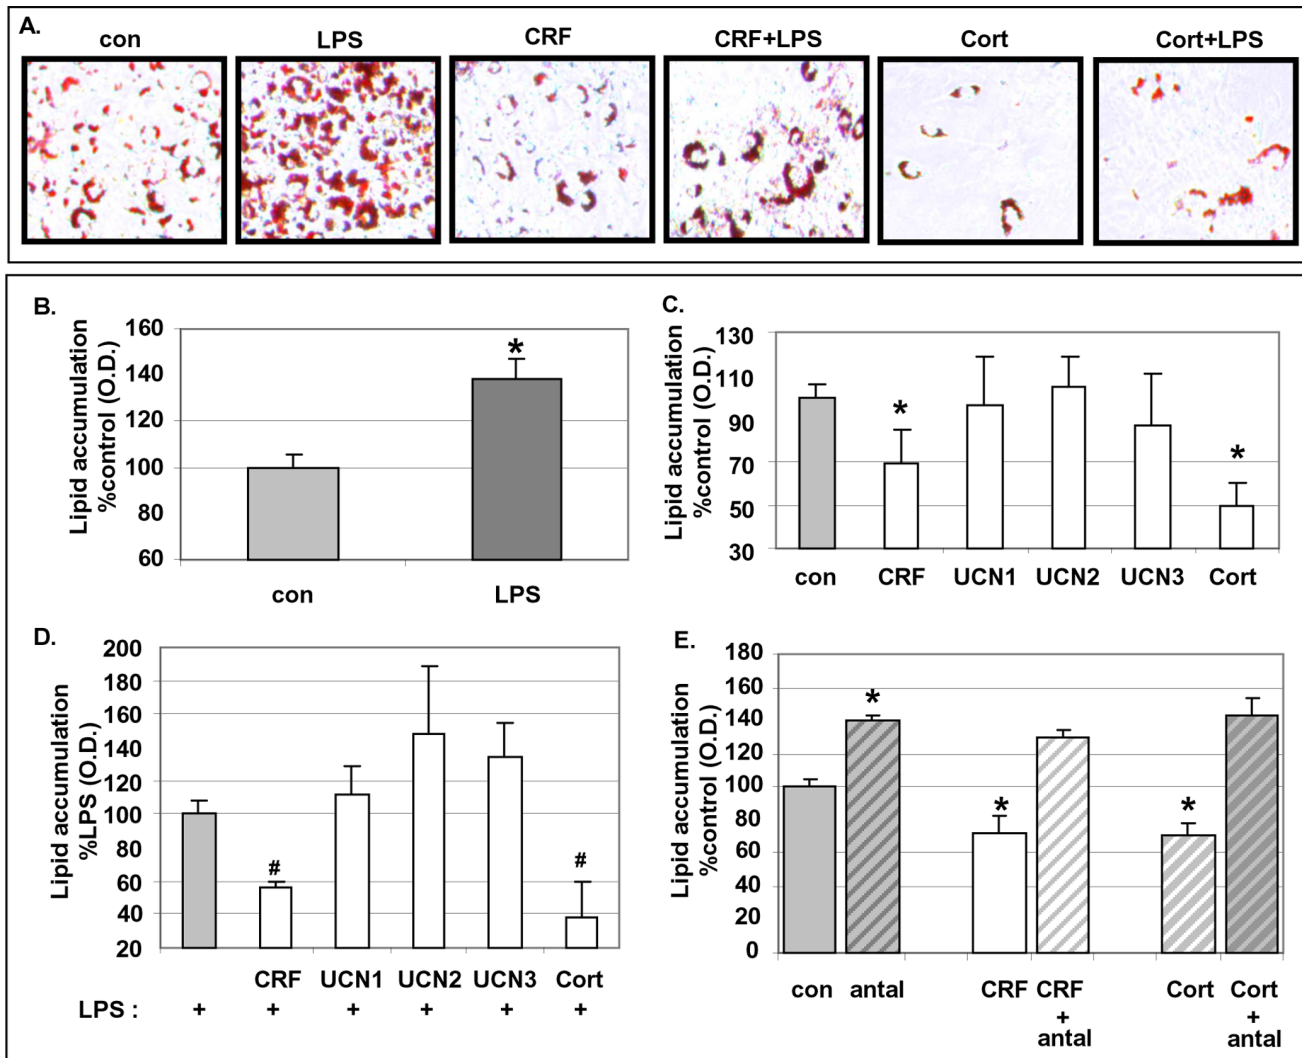 A.
con LPS CRF CRF+LPS Cort Cort+LPS
B.
Lipid accumulation
%control (O.D.)
160
140
120
100
80
60
*
con LPS
C.
Lipid accumulation
%control (O.D.)
130
110
90
70
50
30
* *
con CRF UCN1 UCN2 UCN3 Cort
D.
Lipid accumulation
%LPS (O.D.)
200
180
160
140
120
100
80
60
40
20
# #
CRF UCN1 UCN2 UCN3 Cort
LPS : + + + + + +
E.
Lipid accumulation
%control (O.D.)
180
160
140
120
100
80
60
40
20
0
* * *
con antal CRF CRF Cort Cort
+ +
antal antal